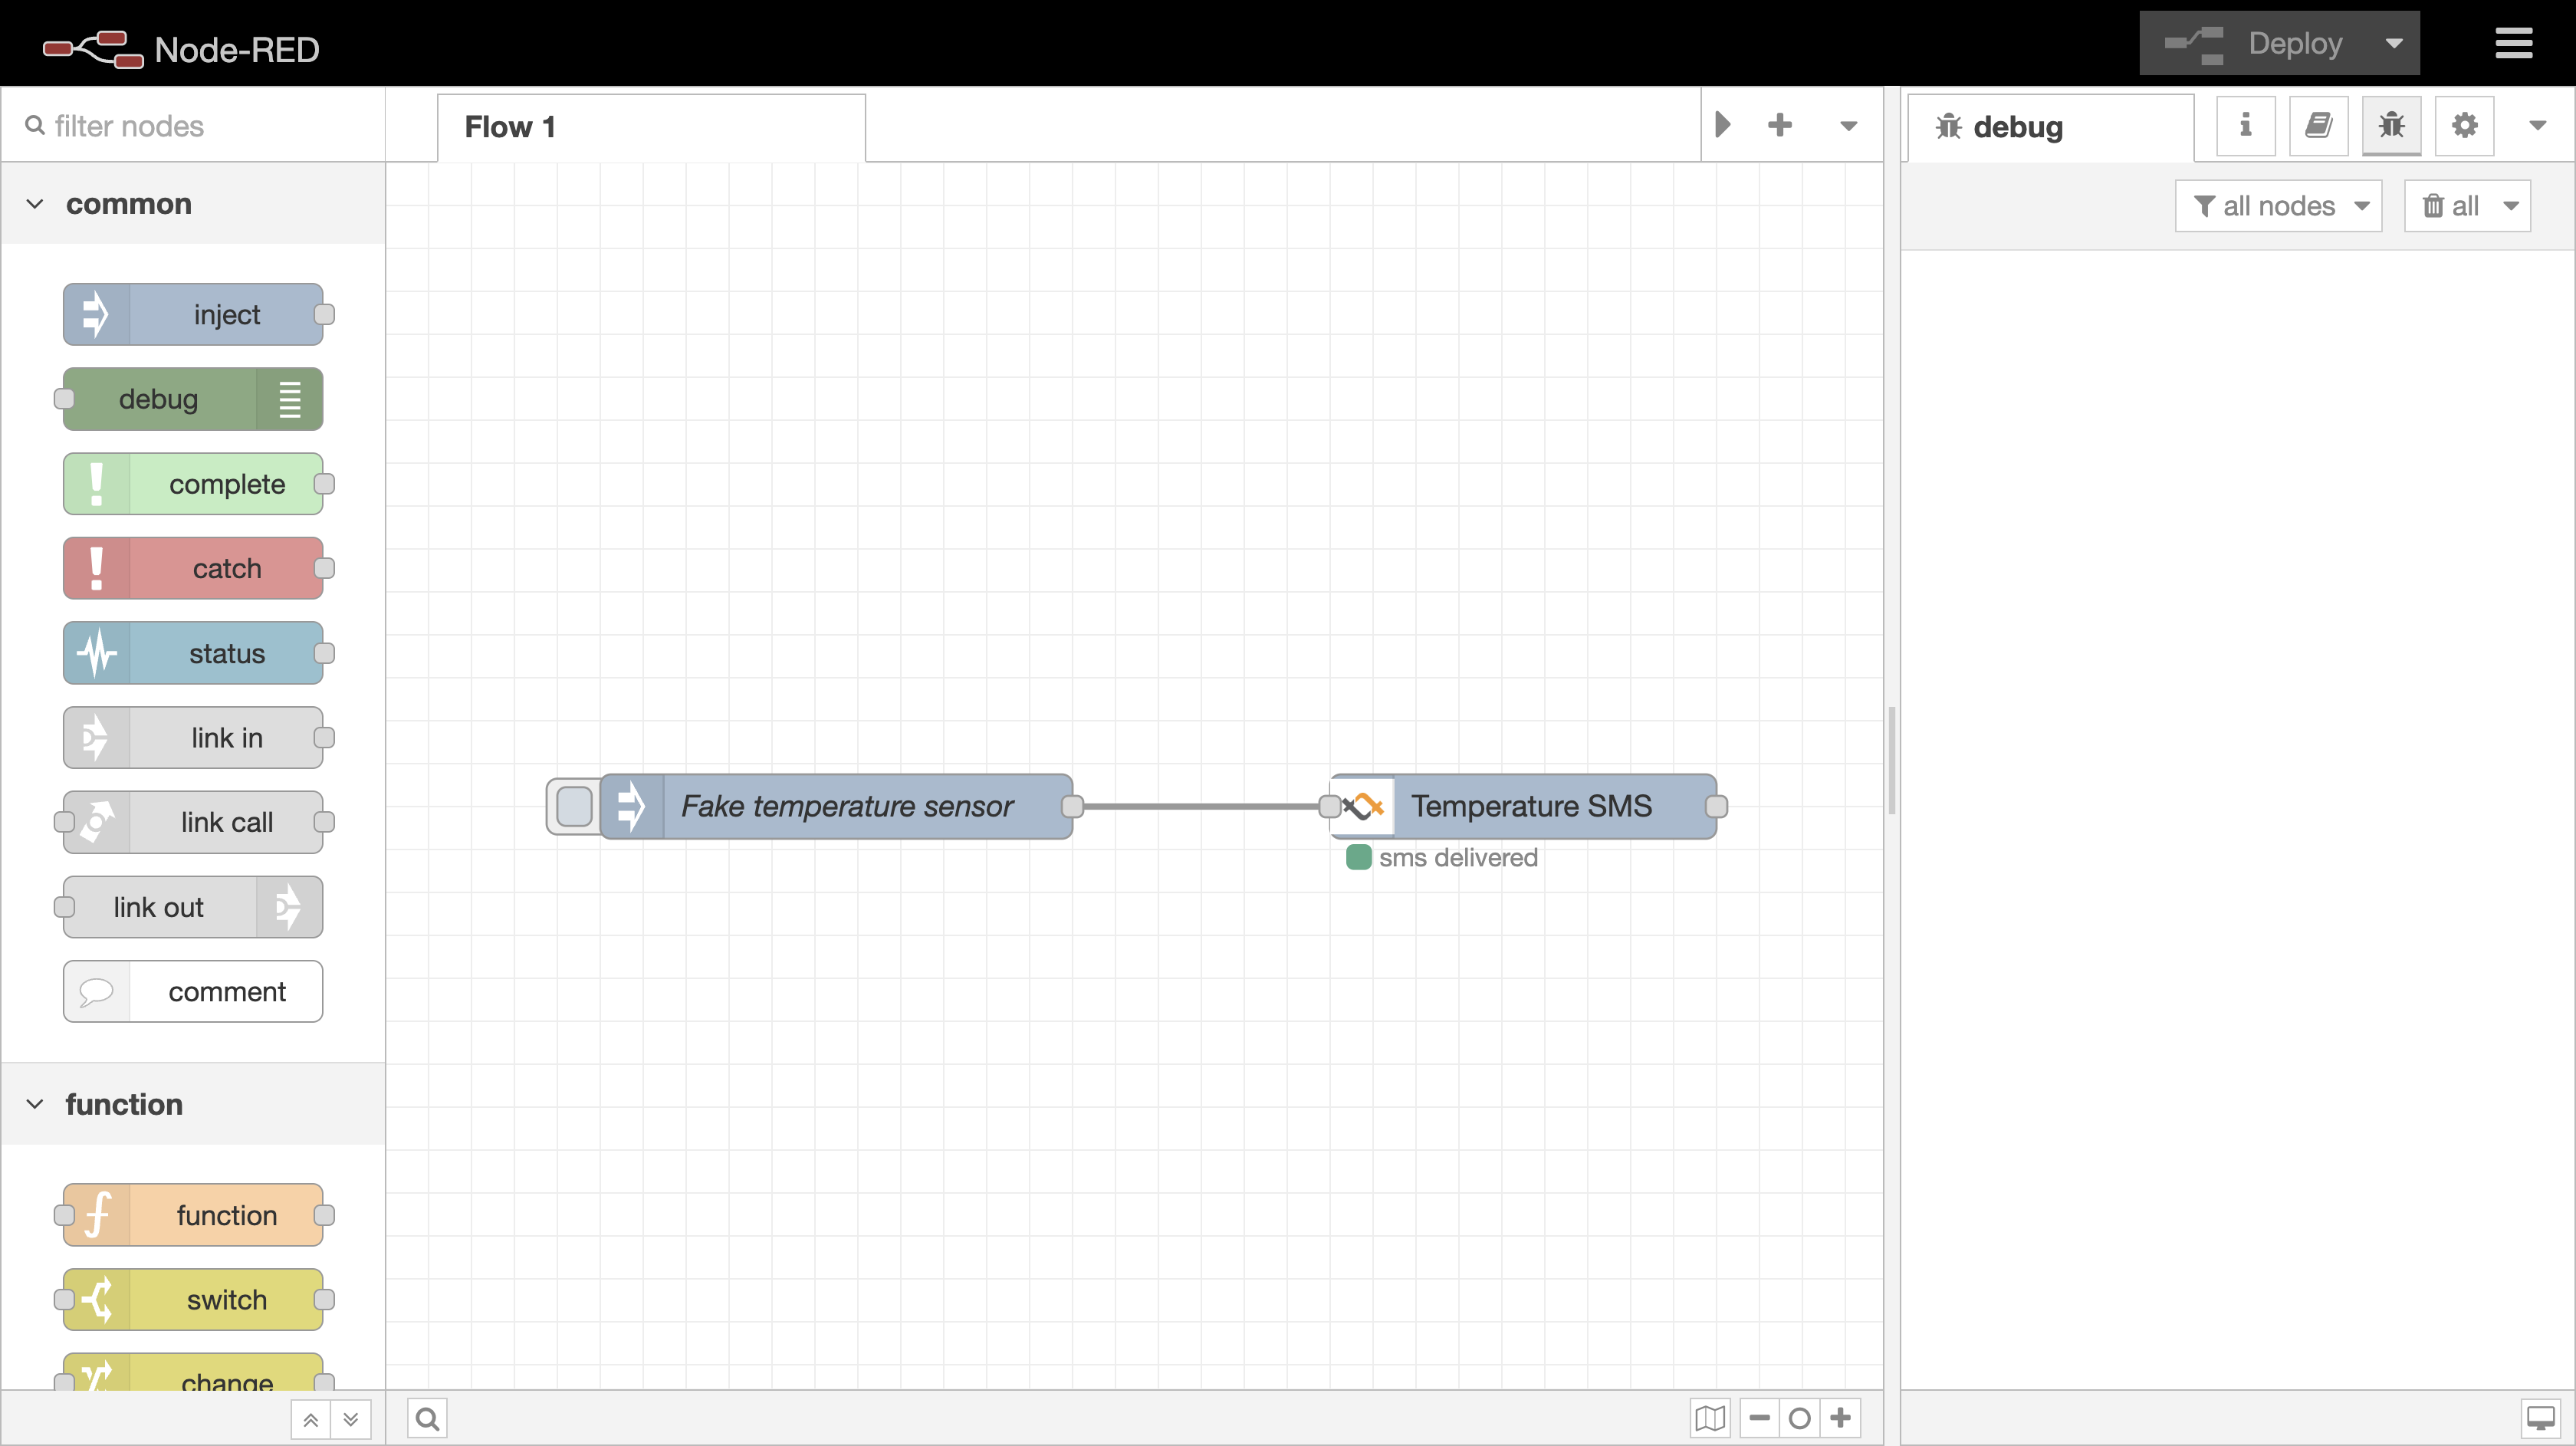 Node-RED
Deploy
filter nodes
Flow 1
debug
all nodes
all
common
inject
debug
complete
catch
status
link in
link call
link out
comment
Fake temperature sensor
Temperature SMS
sms delivered
function
function
switch
change